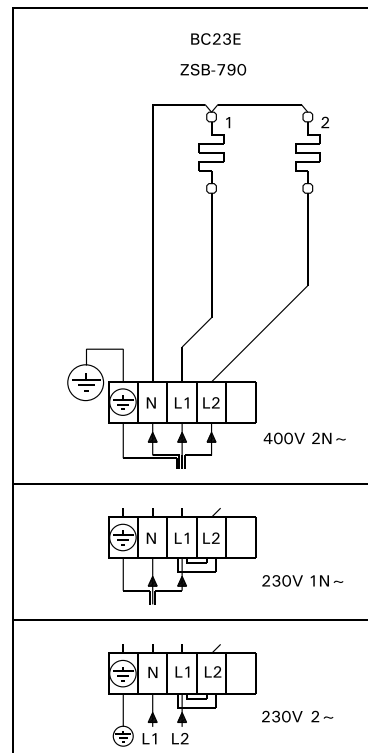 BC23E
ZSB-790
1 2
N L1 L2
400V 2N~
N L1 L2
230V 1N~
N L1 L2
230V 2~
L1 L2